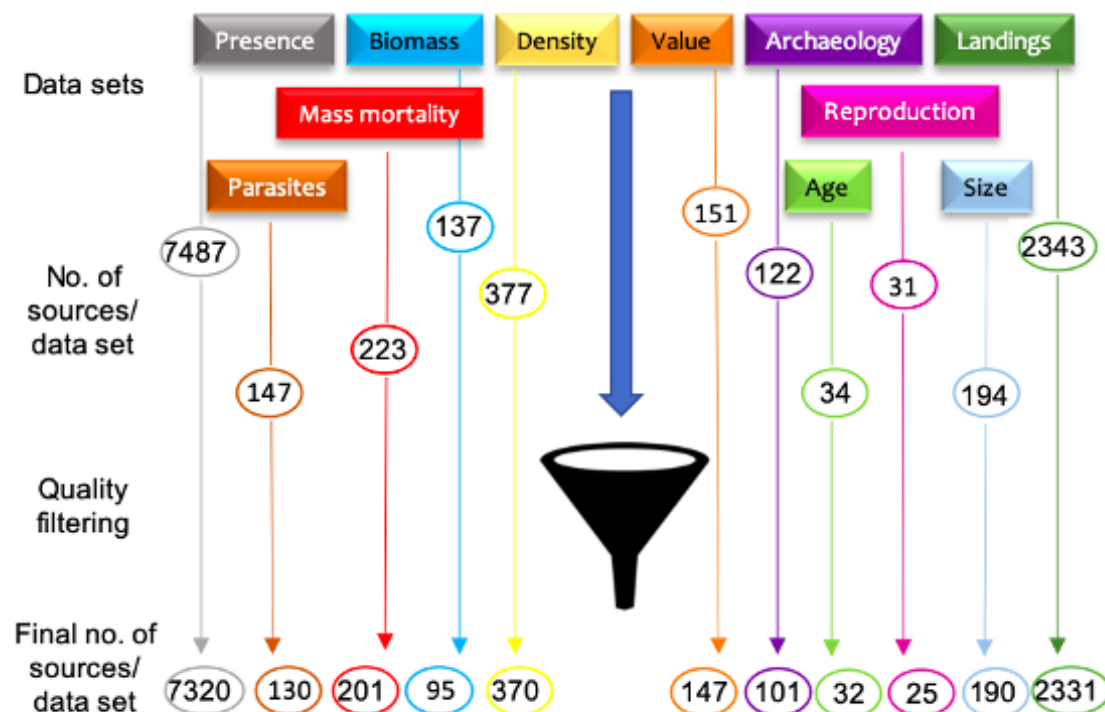 Presence
Biomass
Density
Value
Archaeology
Landings
Data sets
Mass mortality
Reproduction
Parasites
Age
Size
No. of
sources/
data set
7487
137
377
151
122
31
2343
223
147
34
194
Quality
filtering
Final no. of
sources/
data set
7320
130
201
95
370
147
101
32
25
190
2331